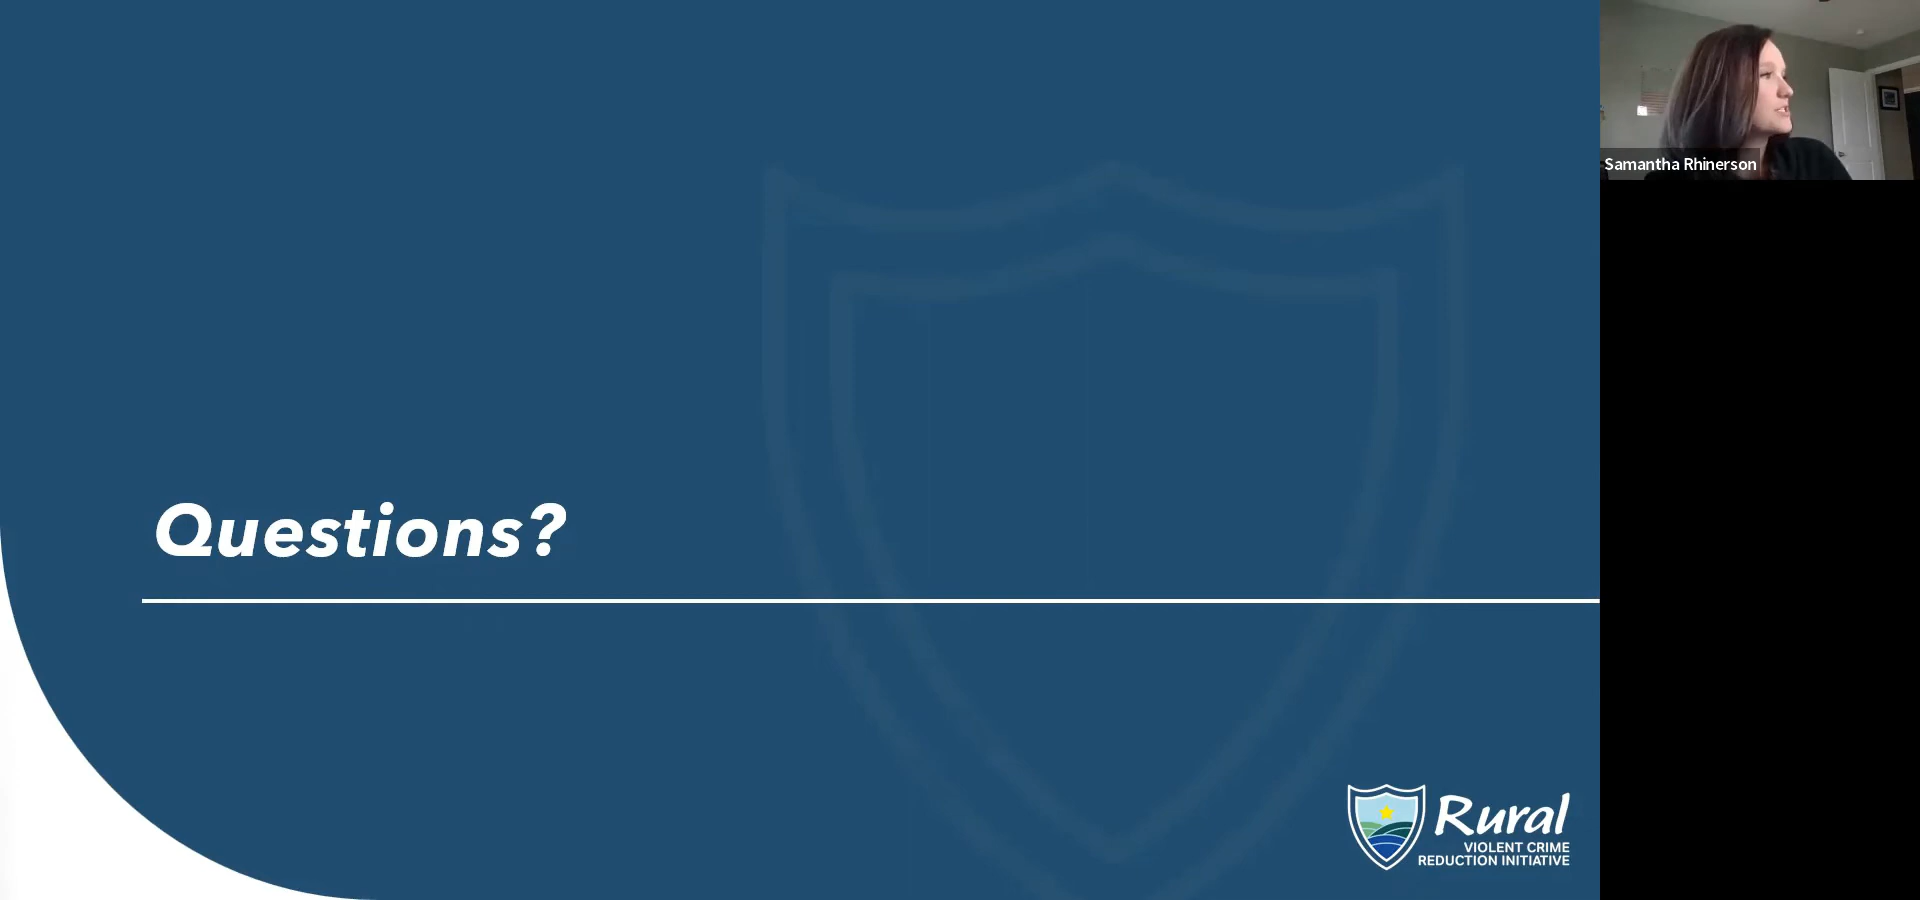 Samantha Rhinerson
Questions?
Rural
VIOLENT CRIME
REDUCTION INITIATIVE